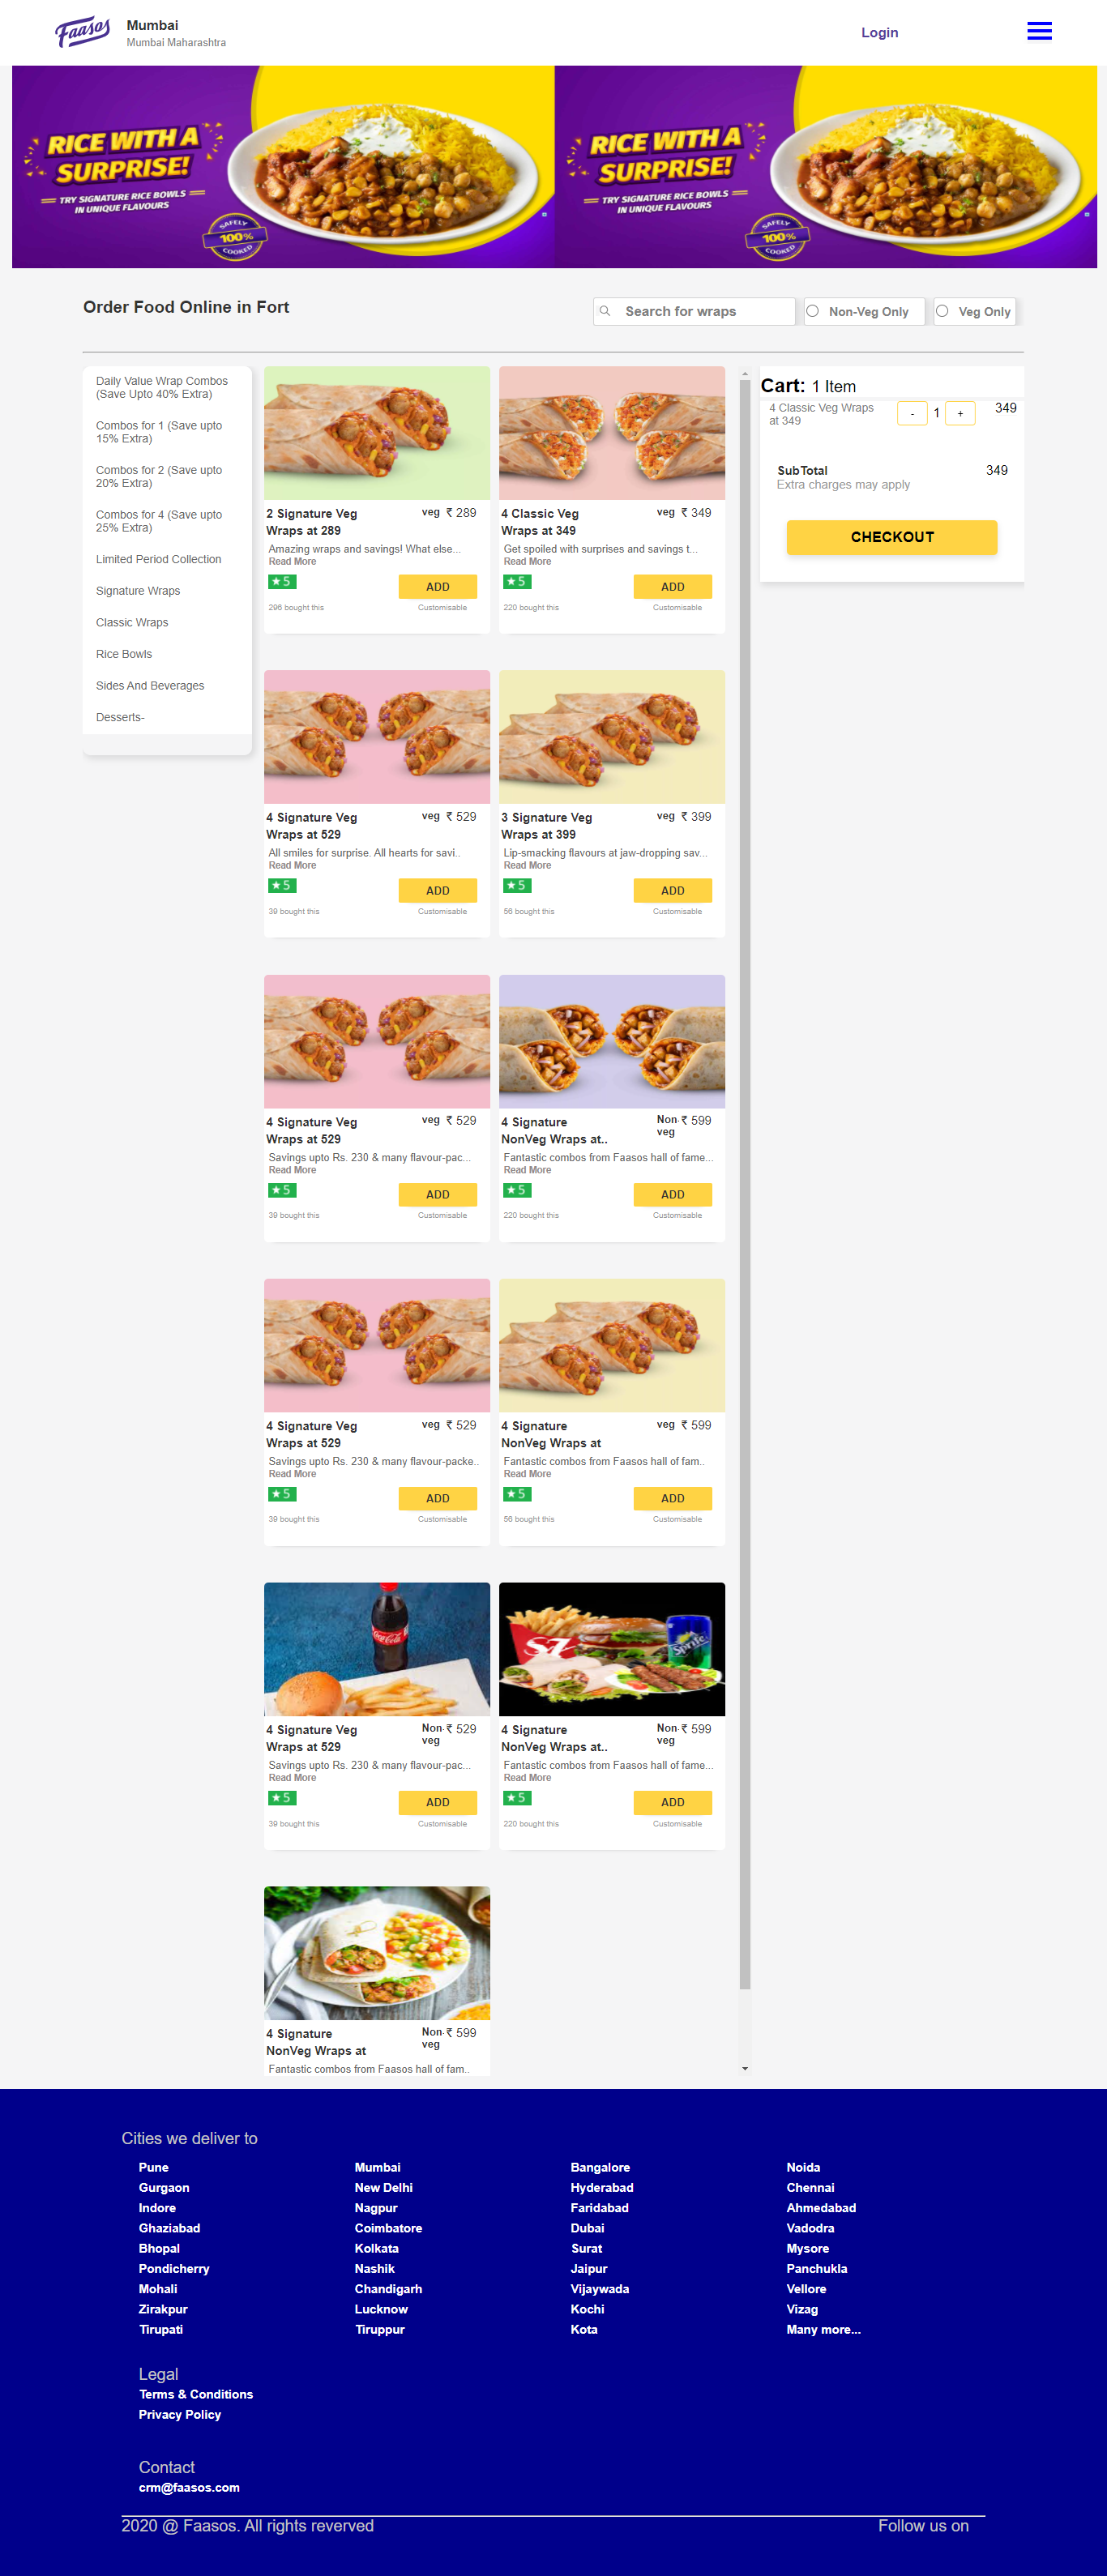 Faasos
Mumbai
Mumbai Maharashtra
Login
RICE WITH A
SURPRISE!
TRY SIGNATURE RICE BOWLS
IN UNIQUE FLAVOURS
SAFELY
100%
COOKED
RICE WITH A
SURPRISE!
TRY SIGNATURE RICE BOWLS
IN UNIQUE FLAVOURS
SAFELY
100%
COOKED
Order Food Online in Fort
Search for wraps
Non-Veg Only
Veg Only
Daily Value Wrap Combos
(Save Upto 40% Extra)
Combos for 1 (Save upto
15% Extra)
Combos for 2 (Save upto
20% Extra)
Combos for 4 (Save upto
25% Extra)
Limited Period Collection
Signature Wraps
Classic Wraps
Rice Bowls
Sides And Beverages
Desserts-
2 Signature Veg veg ₹ 289
Wraps at 289
Amazing wraps and savings! What else...
Read More
★ 5
ADD
296 bought this Customisable
4 Classic Veg veg ₹ 349
Wraps at 349
Get spoiled with surprises and savings t...
Read More
★ 5
ADD
220 bought this Customisable
4 Signature Veg veg ₹ 529
Wraps at 529
All smiles for surprise. All hearts for savi..
Read More
★ 5
ADD
39 bought this Customisable
3 Signature Veg veg ₹ 399
Wraps at 399
Lip-smacking flavours at jaw-dropping sav...
Read More
★ 5
ADD
56 bought this Customisable
4 Signature Veg veg ₹ 529
Wraps at 529
Savings upto Rs. 230 & many flavour-pac...
Read More
★ 5
ADD
39 bought this Customisable
4 Signature Non- ₹ 599
NonVeg Wraps at.. veg
Fantastic combos from Faasos hall of fame...
Read More
★ 5
ADD
220 bought this Customisable
4 Signature Veg veg ₹ 529
Wraps at 529
Savings upto Rs. 230 & many flavour-packe..
Read More
★ 5
ADD
39 bought this Customisable
4 Signature veg ₹ 599
NonVeg Wraps at
Fantastic combos from Faasos hall of fam..
Read More
★ 5
ADD
56 bought this Customisable
Coca-Cola
4 Signature Veg Non- ₹ 529
Wraps at 529 veg
Savings upto Rs. 230 & many flavour-pac...
Read More
★ 5
ADD
39 bought this Customisable
Sprite
4 Signature Non- ₹ 599
NonVeg Wraps at.. veg
Fantastic combos from Faasos hall of fame...
Read More
★ 5
ADD
220 bought this Customisable
4 Signature Non- ₹ 599
NonVeg Wraps at veg
Fantastic combos from Faasos hall of fam..
Cart: 1 Item
4 Classic Veg Wraps - 1 + 349
at 349
SubTotal 349
Extra charges may apply
CHECKOUT
Cities we deliver to
Pune Mumbai Bangalore Noida
Gurgaon New Delhi Hyderabad Chennai
Indore Nagpur Faridabad Ahmedabad
Ghaziabad Coimbatore Dubai Vadodra
Bhopal Kolkata Surat Mysore
Pondicherry Nashik Jaipur Panchukla
Mohali Chandigarh Vijaywada Vellore
Zirakpur Lucknow Kochi Vizag
Tirupati Tiruppur Kota Many more...
Legal
Terms & Conditions
Privacy Policy
Contact
crm@faasos.com
2020 @ Faasos. All rights reverved Follow us on